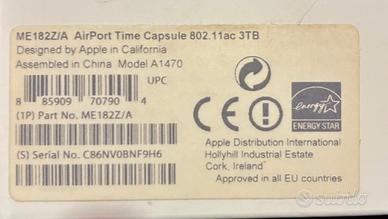 ME182Z/A AirPort Time Capsule 802.11ac 3TB
Designed by Apple in California
Assembled in China Model A1470
UPC
8 85909 70790 4
(1P) Part No. ME182Z/A
(S) Serial No. C86NV0BNF9H6
CE
energy
ENERGY STAR
Apple Distribution International
Hollyhill Industrial Estate
Cork, Ireland
Approved in all EU countries
subito